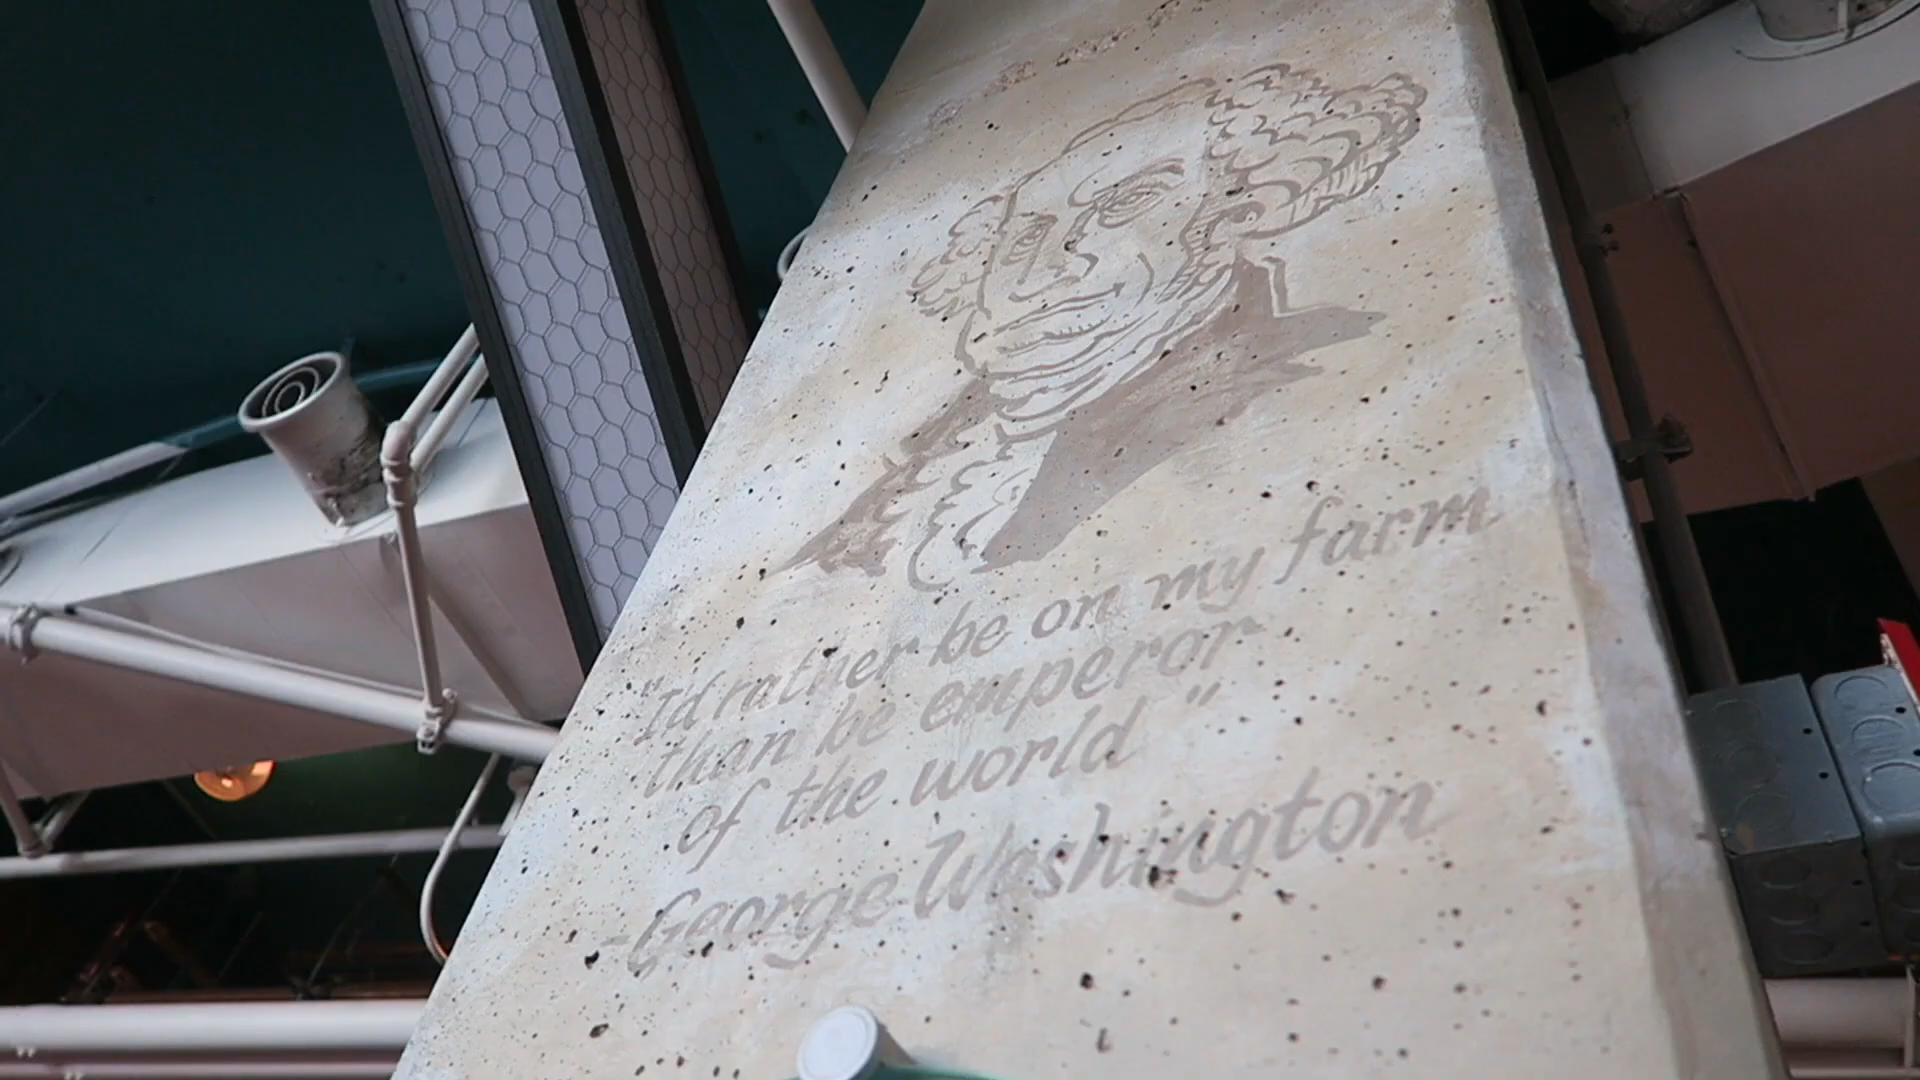 "I'd rather be on my farm
than be emperor
of the world"
-George Washington